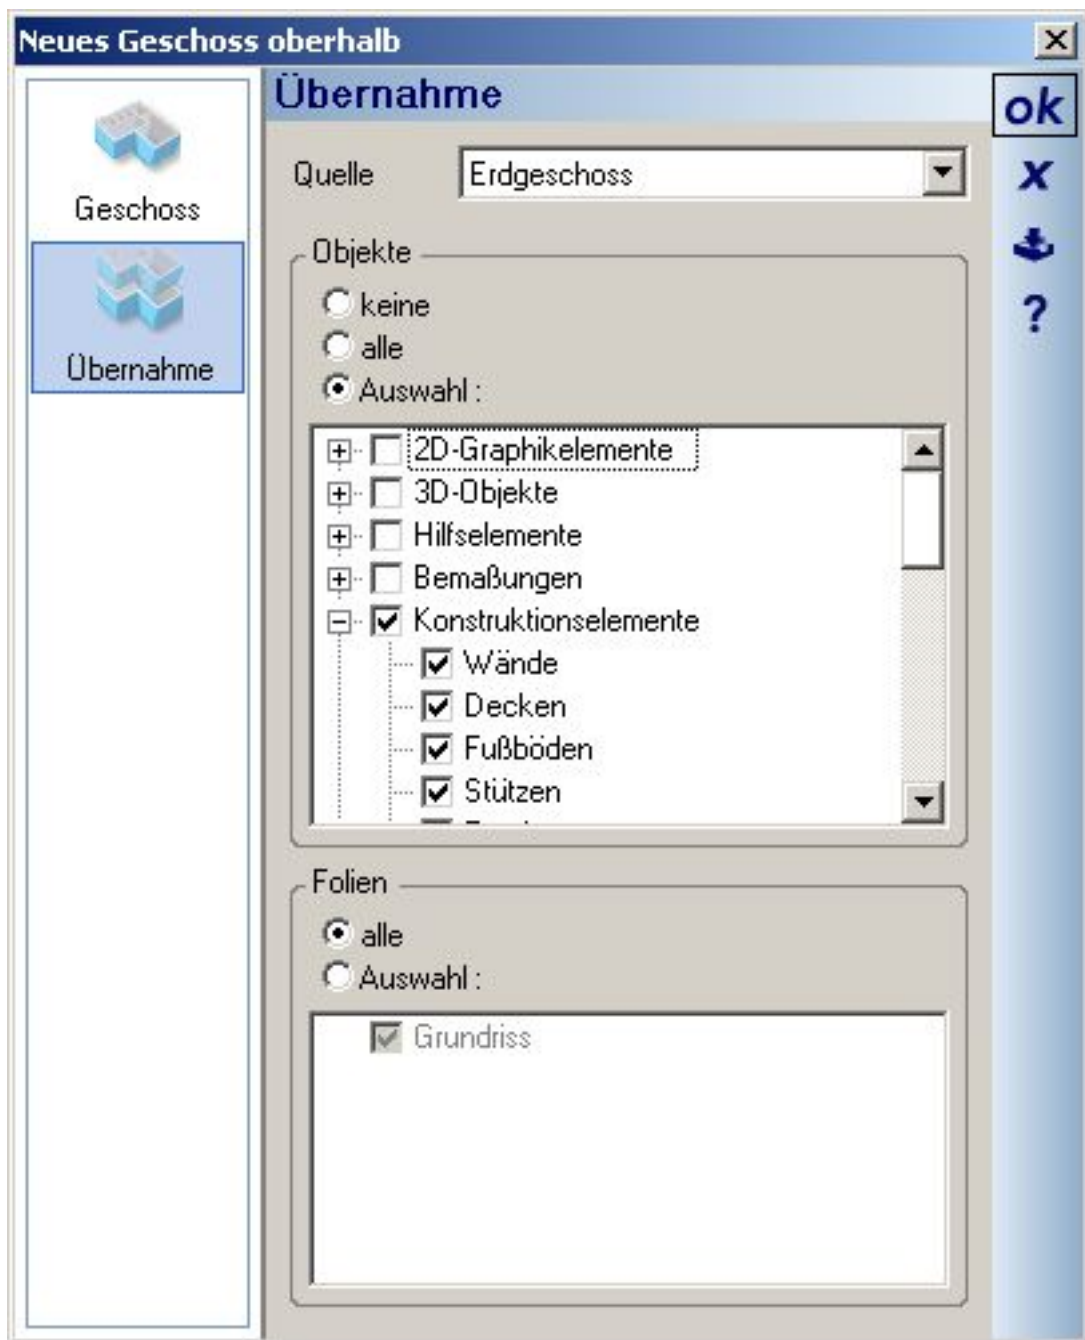 Neues Geschoss oberhalb
Geschoss
Übernahme
Übernahme
Quelle
Erdgeschoss
Objekte
keine
alle
Auswahl :
2D-Graphikelemente
3D-Objekte
Hilfselemente
Bemaßungen
Konstruktionselemente
Wände
Decken
Fußböden
Stützen
Folien
alle
Auswahl :
Grundriss
ok
x
?